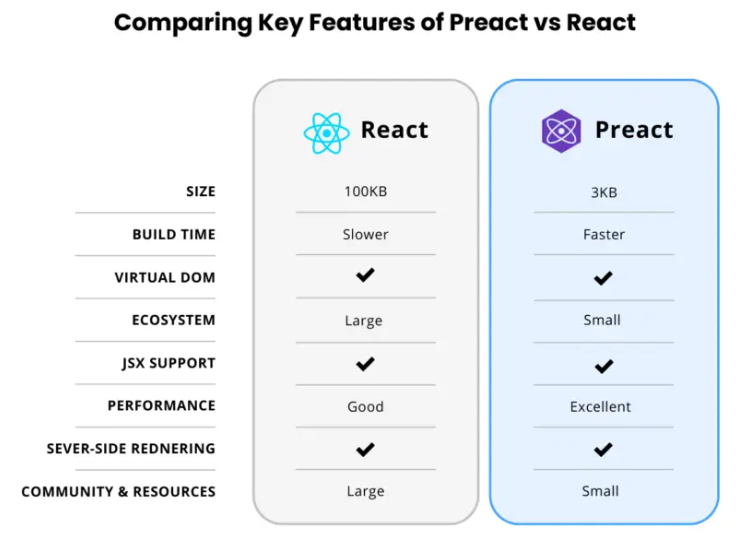 Comparing Key Features of Preact vs React
React Preact
SIZE 100KB 3KB
BUILD TIME Slower Faster
VIRTUAL DOM ✔ ✔
ECOSYSTEM Large Small
JSX SUPPORT ✔ ✔
PERFORMANCE Good Excellent
SEVER-SIDE REDNERING ✔ ✔
COMMUNITY & RESOURCES Large Small